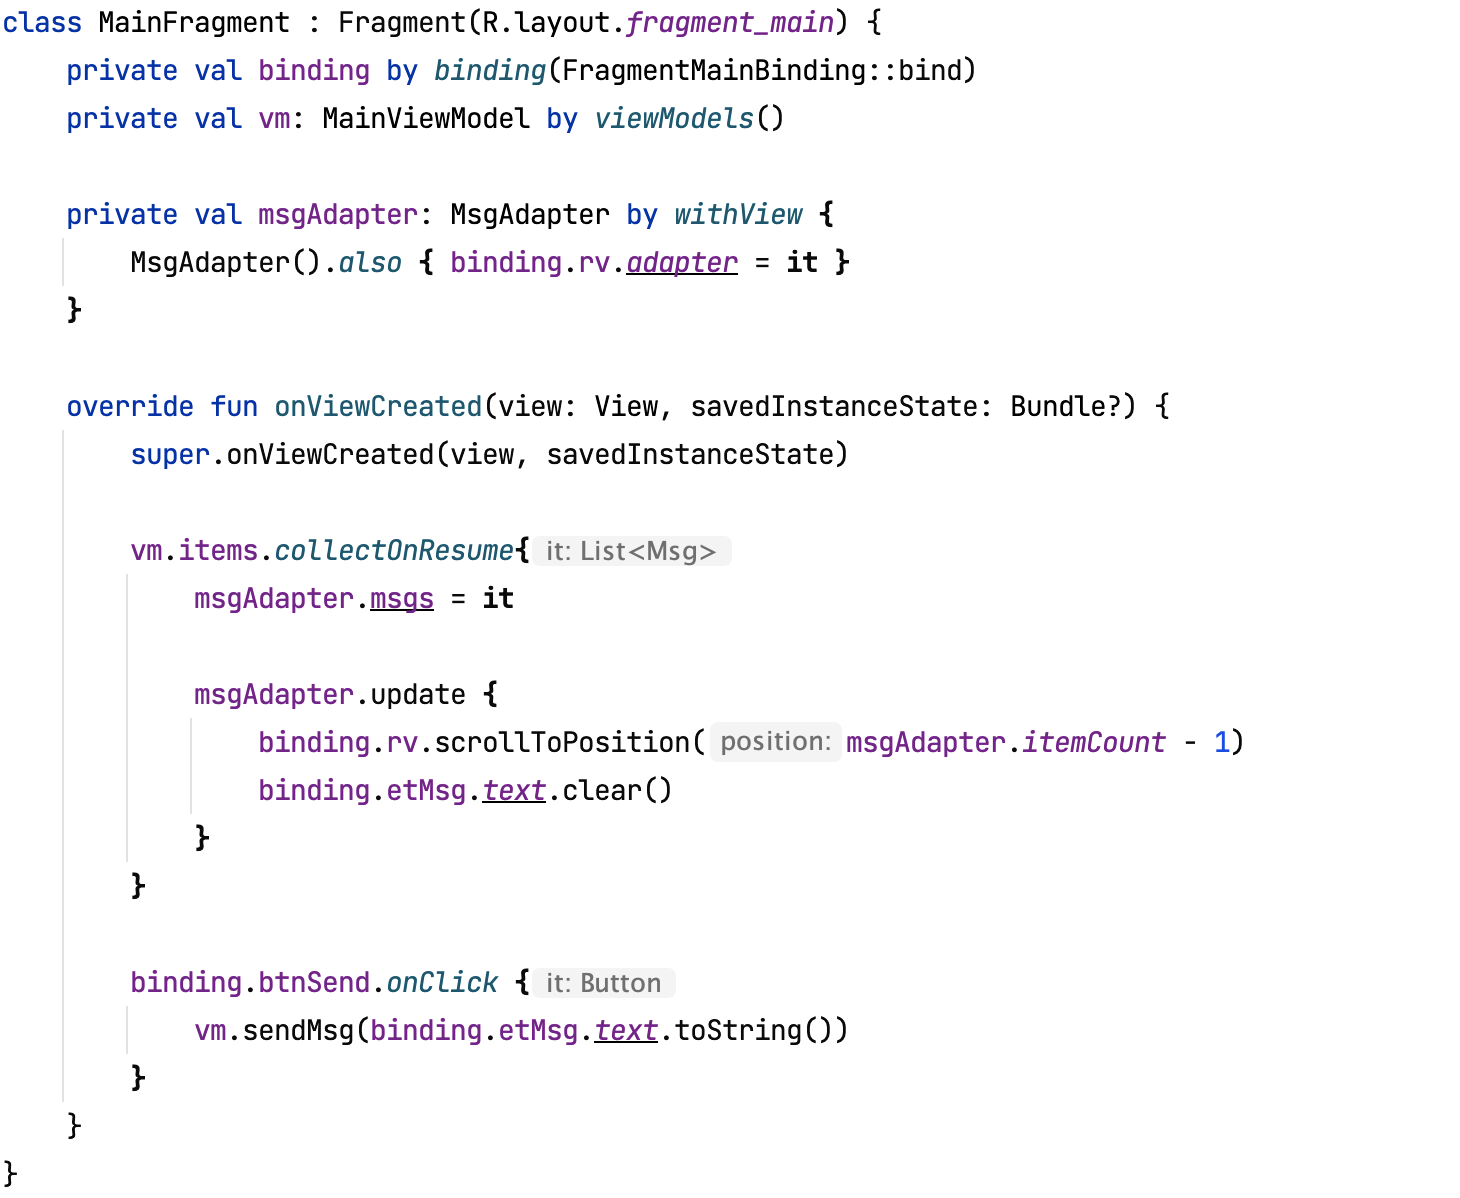 class MainFragment : Fragment(R.layout.fragment_main) {
    private val binding by binding(FragmentMainBinding::bind)
    private val vm: MainViewModel by viewModels()

    private val msgAdapter: MsgAdapter by withView {
        MsgAdapter().also { binding.rv.adapter = it }
    }

    override fun onViewCreated(view: View, savedInstanceState: Bundle?) {
        super.onViewCreated(view, savedInstanceState)

        vm.items.collectOnResume{ it: List<Msg>
            msgAdapter.msgs = it

            msgAdapter.update {
                binding.rv.scrollToPosition( position: msgAdapter.itemCount - 1)
                binding.etMsg.text.clear()
            }
        }

        binding.btnSend.onClick { it: Button
            vm.sendMsg(binding.etMsg.text.toString())
        }
    }
}